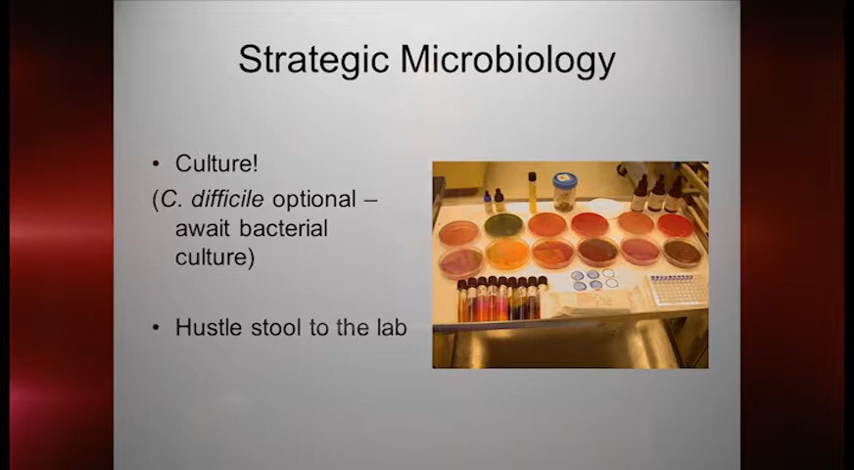 Strategic Microbiology
• Culture!
(C. difficile optional –
await bacterial
culture)
• Hustle stool to the lab